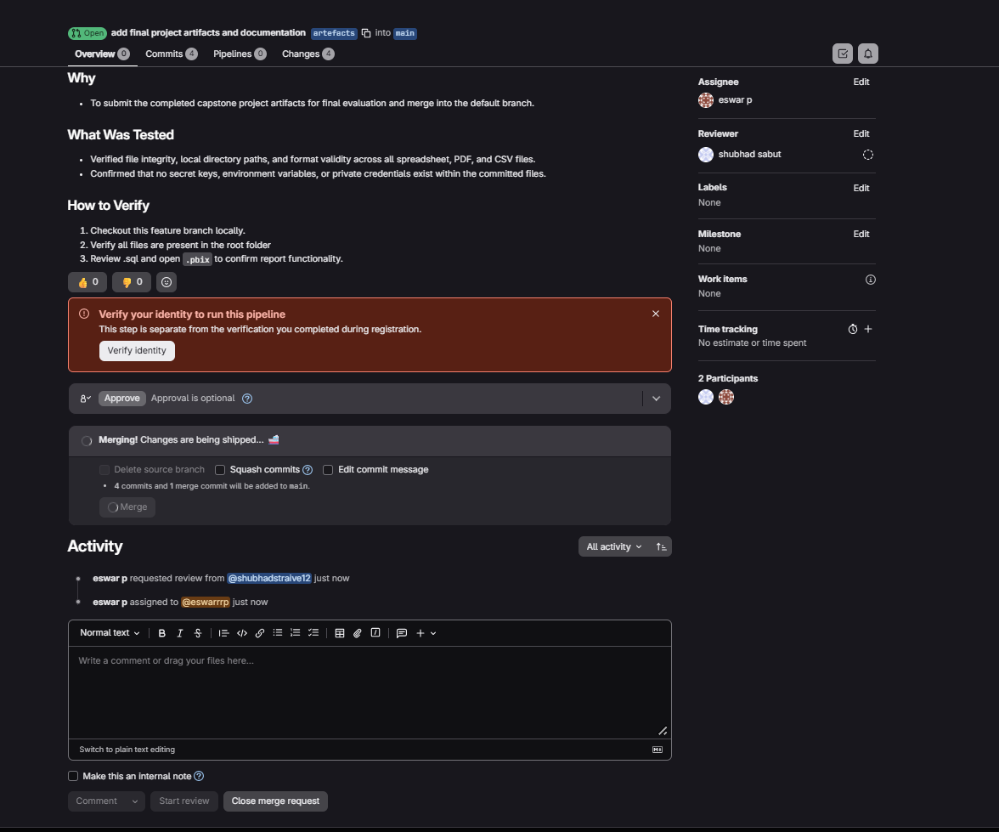 Open add final project artifacts and documentation artefacts into main
Overview 0 Commits 4 Pipelines 0 Changes 4
Why
• To submit the completed capstone project artifacts for final evaluation and merge into the default branch.
What Was Tested
• Verified file integrity, local directory paths, and format validity across all spreadsheet, PDF, and CSV files.
• Confirmed that no secret keys, environment variables, or private credentials exist within the committed files.
How to Verify
1. Checkout this feature branch locally.
2. Verify all files are present in the root folder
3. Review .sql and open .pbix to confirm report functionality.
👍 0 👎 0
Verify your identity to run this pipeline
This step is separate from the verification you completed during registration.
Verify identity
Approve Approval is optional
Merging! Changes are being shipped...
Delete source branch Squash commits Edit commit message
• 4 commits and 1 merge commit will be added to main.
Merge
Activity
All activity
eswar p requested review from @shubhadstraive12 just now
eswar p assigned to @eswarrrp just now
Normal text B I S
Write a comment or drag your files here...
Switch to plain text editing
Make this an internal note
Comment Start review Close merge request
Assignee Edit
eswar p
Reviewer Edit
shubhad sabut
Labels Edit
None
Milestone Edit
None
Work items
None
Time tracking
No estimate or time spent
2 Participants